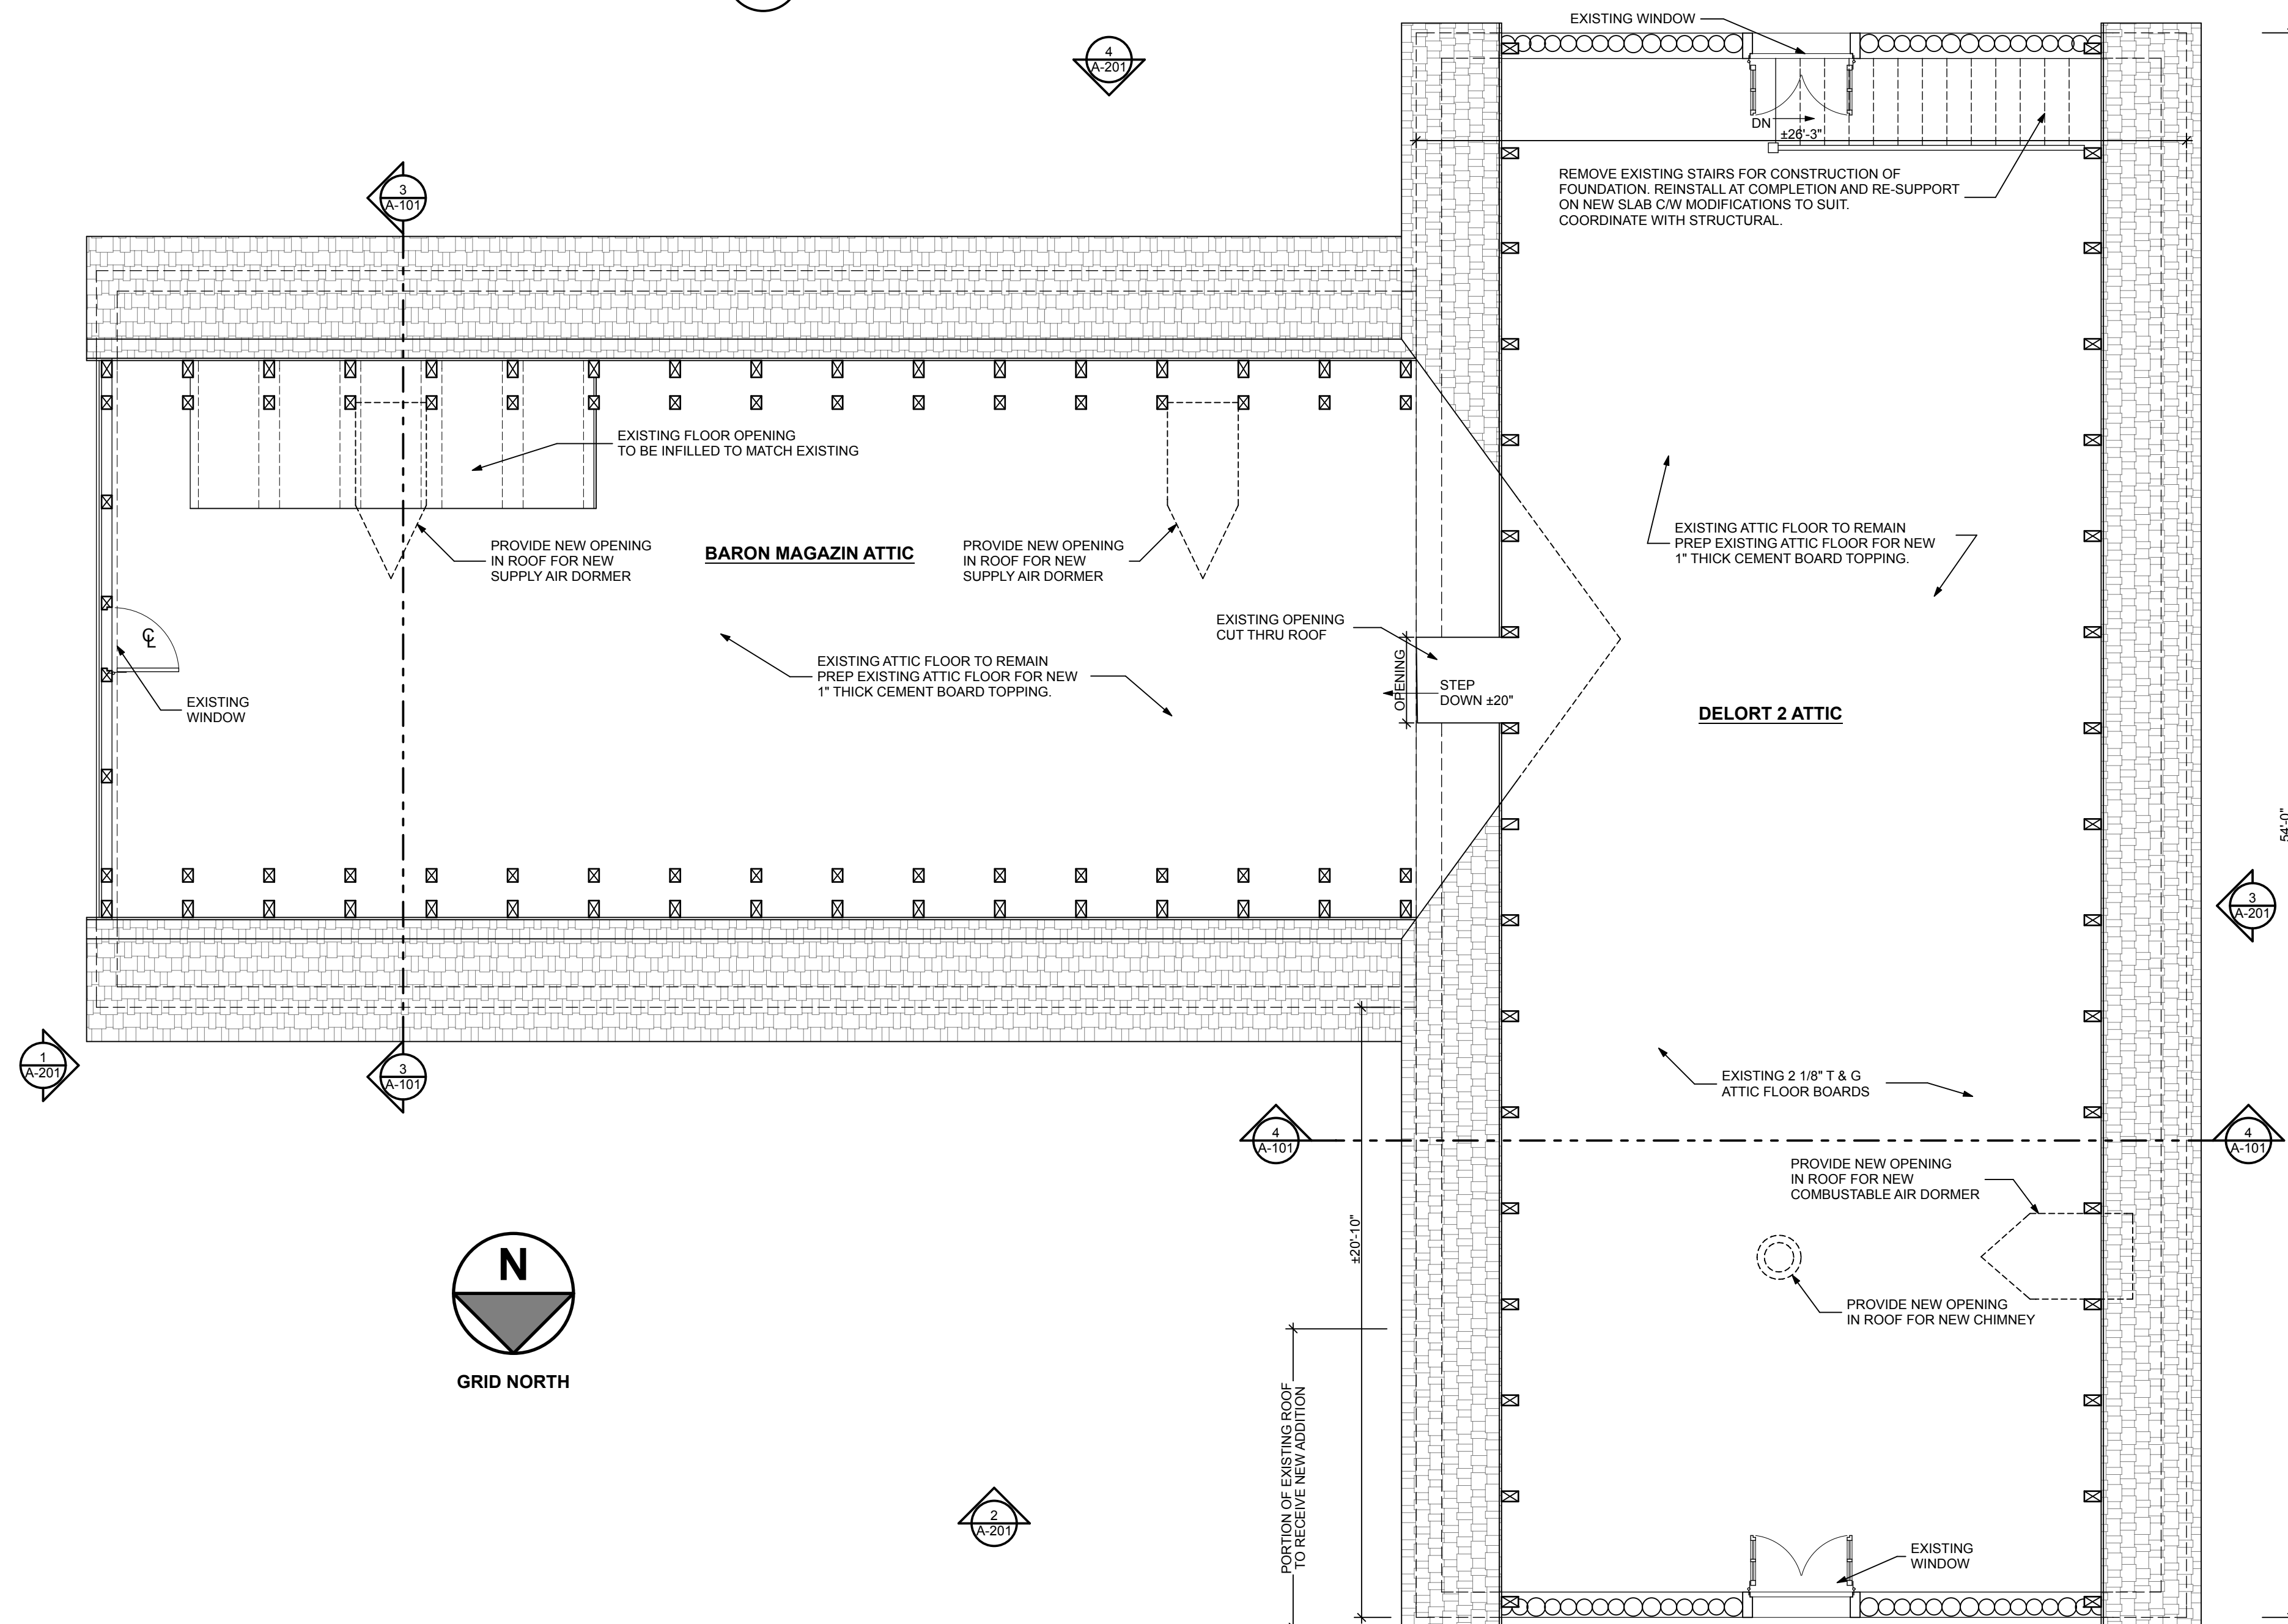 EXISTING WINDOW
4
A-201
DN
±26'-3"
REMOVE EXISTING STAIRS FOR CONSTRUCTION OF
FOUNDATION. REINSTALL AT COMPLETION AND RE-SUPPORT
ON NEW SLAB C/W MODIFICATIONS TO SUIT.
COORDINATE WITH STRUCTURAL.
3
A-101
EXISTING FLOOR OPENING
TO BE INFILLED TO MATCH EXISTING
PROVIDE NEW OPENING
IN ROOF FOR NEW
SUPPLY AIR DORMER
BARON MAGAZIN ATTIC
PROVIDE NEW OPENING
IN ROOF FOR NEW
SUPPLY AIR DORMER
EXISTING ATTIC FLOOR TO REMAIN
PREP EXISTING ATTIC FLOOR FOR NEW
1" THICK CEMENT BOARD TOPPING.
EXISTING OPENING
CUT THRU ROOF
CL
EXISTING
WINDOW
EXISTING ATTIC FLOOR TO REMAIN
PREP EXISTING ATTIC FLOOR FOR NEW
1" THICK CEMENT BOARD TOPPING.
OPENING
STEP
DOWN ±20"
DELORT 2 ATTIC
54'-0"
3
A-201
1
A-201
3
A-101
EXISTING 2 1/8" T & G
ATTIC FLOOR BOARDS
4
A-101
4
A-101
PROVIDE NEW OPENING
IN ROOF FOR NEW
COMBUSTABLE AIR DORMER
±20'-10"
N
GRID NORTH
PROVIDE NEW OPENING
IN ROOF FOR NEW CHIMNEY
PORTION OF EXISTING ROOF
TO RECEIVE NEW ADDITION
2
A-201
EXISTING
WINDOW